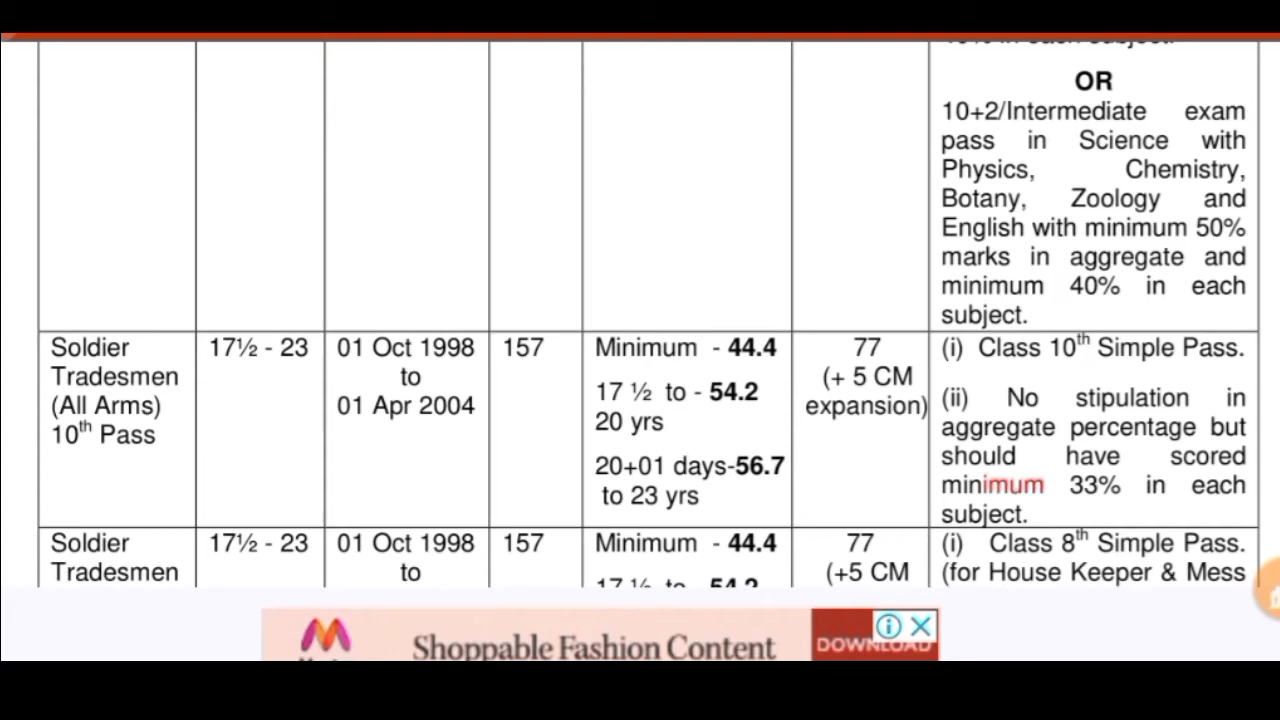 OR
10+2/Intermediate exam
pass in Science with
Physics, Chemistry,
Botany, Zoology and
English with minimum 50%
marks in aggregate and
minimum 40% in each
subject.
Soldier
Tradesmen
(All Arms)
10th Pass
17½ - 23
01 Oct 1998
to
01 Apr 2004
157
Minimum - 44.4
17 ½ to - 54.2
20 yrs
20+01 days-56.7
to 23 yrs
77
(+ 5 CM
expansion)
(i) Class 10th Simple Pass.
(ii) No stipulation in
aggregate percentage but
should have scored
minimum 33% in each
subject.
Soldier
Tradesmen
17½ - 23
01 Oct 1998
to
157
Minimum - 44.4
17 ½ to 54.2
77
(+5 CM
(i) Class 8th Simple Pass.
(for House Keeper & Mess
Shoppable Fashion Content
DOWNLOAD